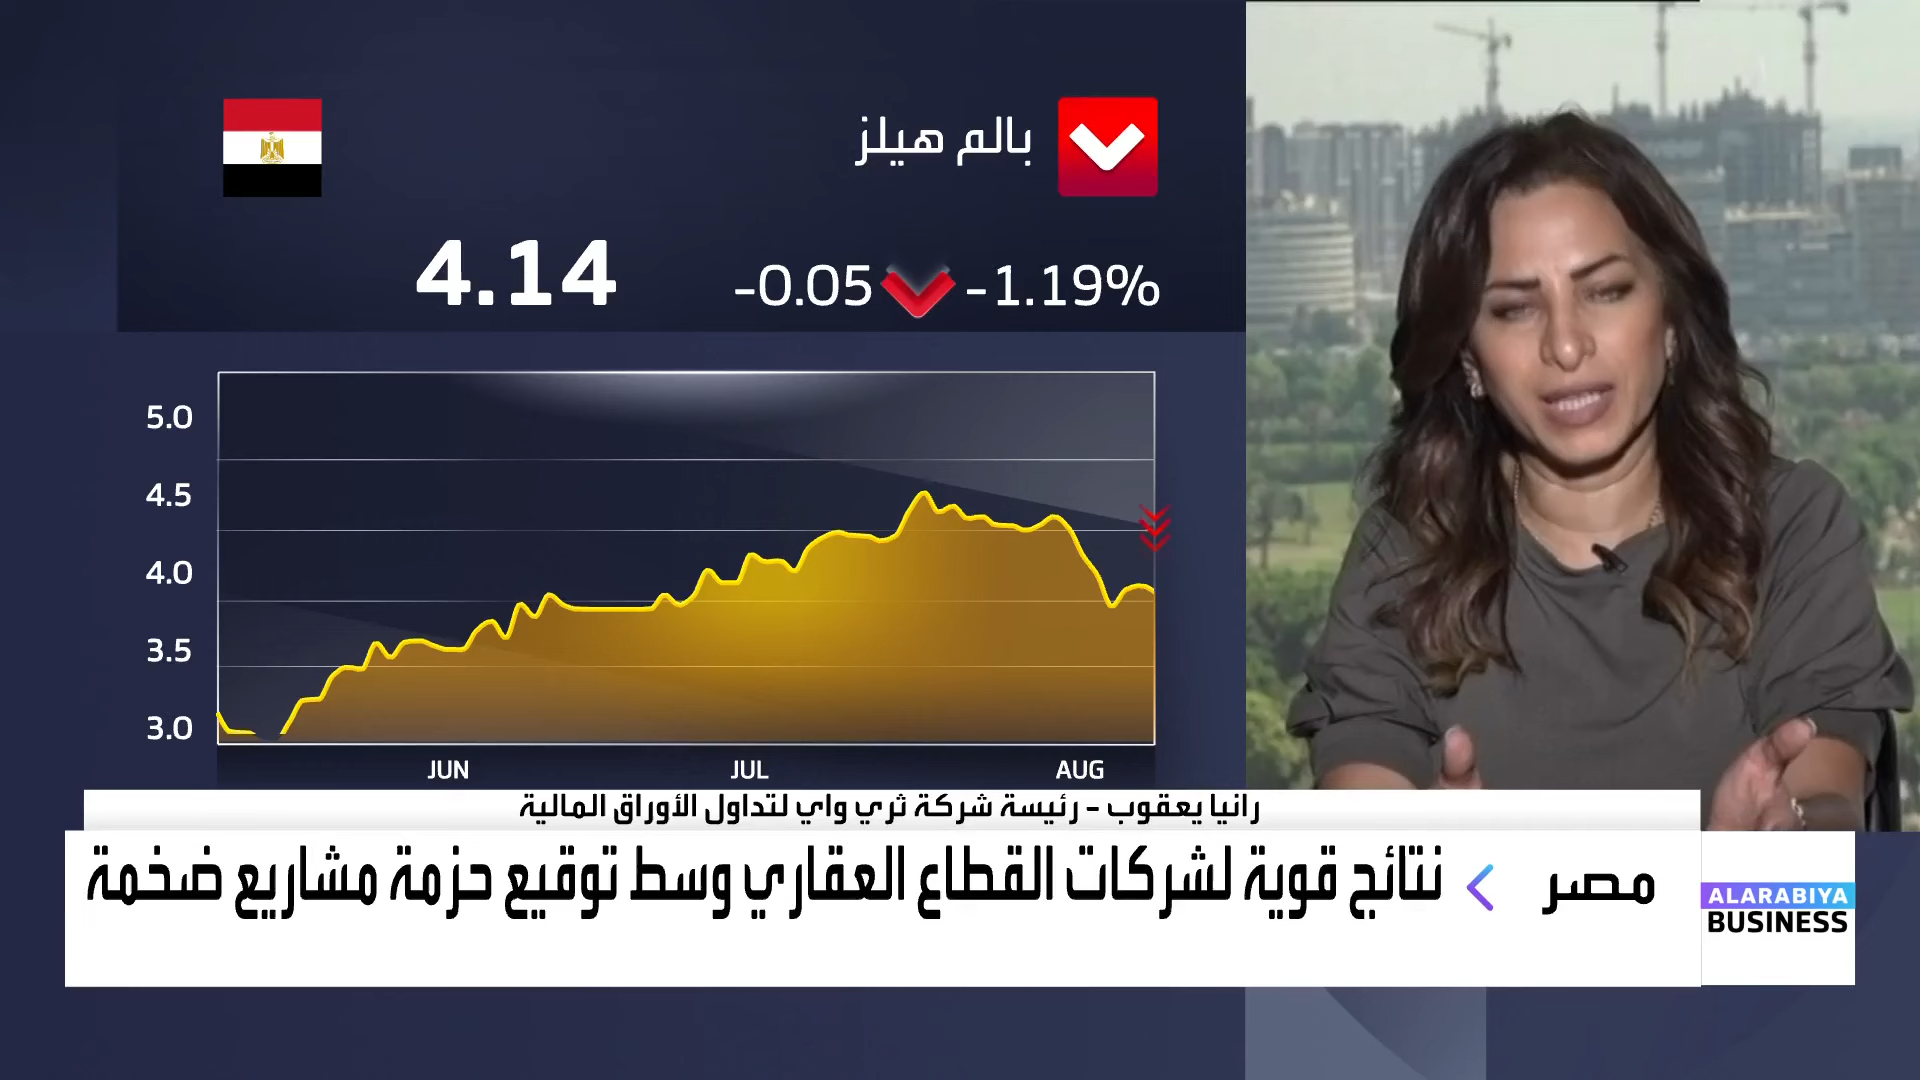 بالم هيلز
4.14
-0.05
-1.19%
5.0
4.5
4.0
3.5
3.0
JUN JUL AUG
رانيا يعقوب - رئيسة شركة ثري واي لتداول الأوراق المالية
مصر
نتائج قوية لشركات القطاع العقاري وسط توقيع حزمة مشاريع ضخمة
ALARABIYA
BUSINESS